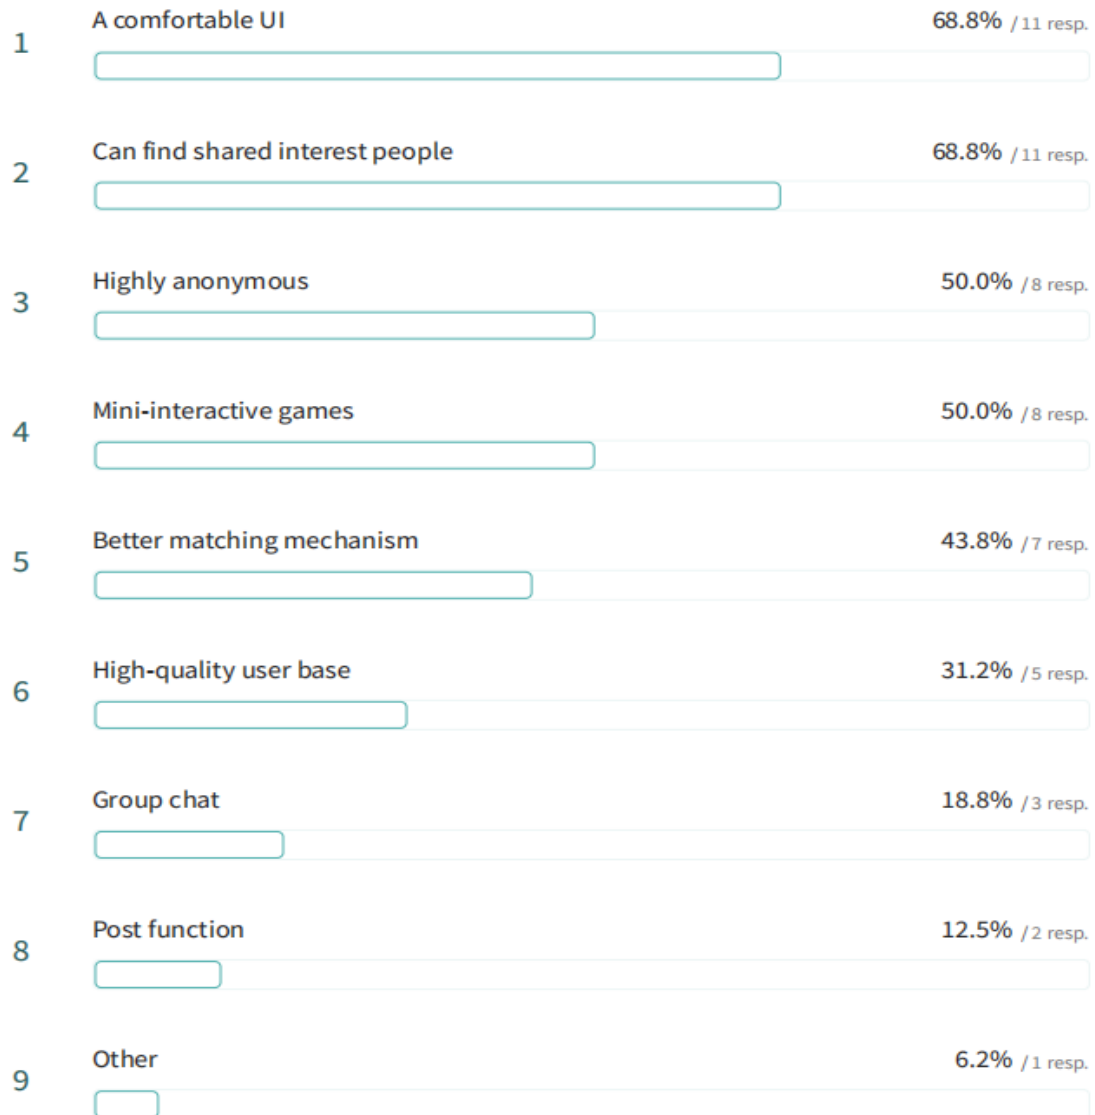 1 A comfortable UI 68.8% / 11 resp.
2 Can find shared interest people 68.8% / 11 resp.
3 Highly anonymous 50.0% / 8 resp.
4 Mini-interactive games 50.0% / 8 resp.
5 Better matching mechanism 43.8% / 7 resp.
6 High-quality user base 31.2% / 5 resp.
7 Group chat 18.8% / 3 resp.
8 Post function 12.5% / 2 resp.
9 Other 6.2% / 1 resp.